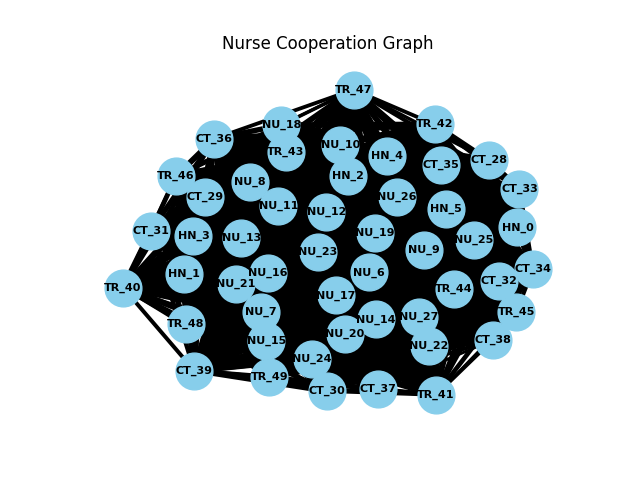 Nurse Cooperation Graph
TR_47
NU_18
TR_42
CT_36
NU_10
TR_43
HN_4
CT_28
CT_35
TR_46
HN_2
NU_8
CT_33
CT_29
NU_26
NU_11
HN_5
NU_12
HN_0
CT_31
NU_19
HN_3
NU_13
NU_25
NU_9
NU_23
CT_34
NU_16
NU_6
HN_1
CT_32
NU_21
TR_40
TR_44
NU_17
NU_7
TR_45
NU_27
NU_14
TR_48
NU_20
CT_38
NU_15
NU_22
NU_24
CT_39
TR_49
CT_37
CT_30
TR_41